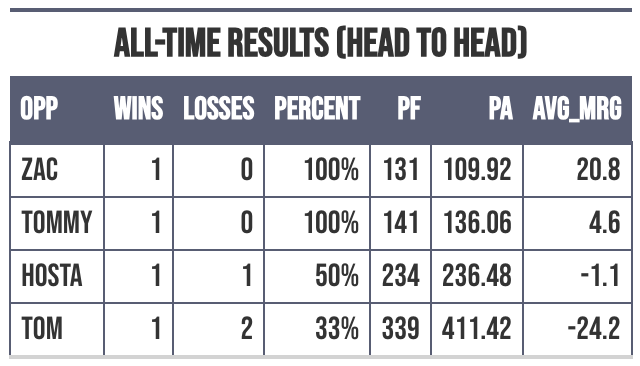 ALL-TIME RESULTS (HEAD TO HEAD)
OPP WINS LOSSES PERCENT PF PA AVG_MRG
ZAC 1 0 100% 131 109.92 20.8
TOMMY 1 0 100% 141 136.06 4.6
HOSTA 1 1 50% 234 236.48 -1.1
TOM 1 2 33% 339 411.42 -24.2